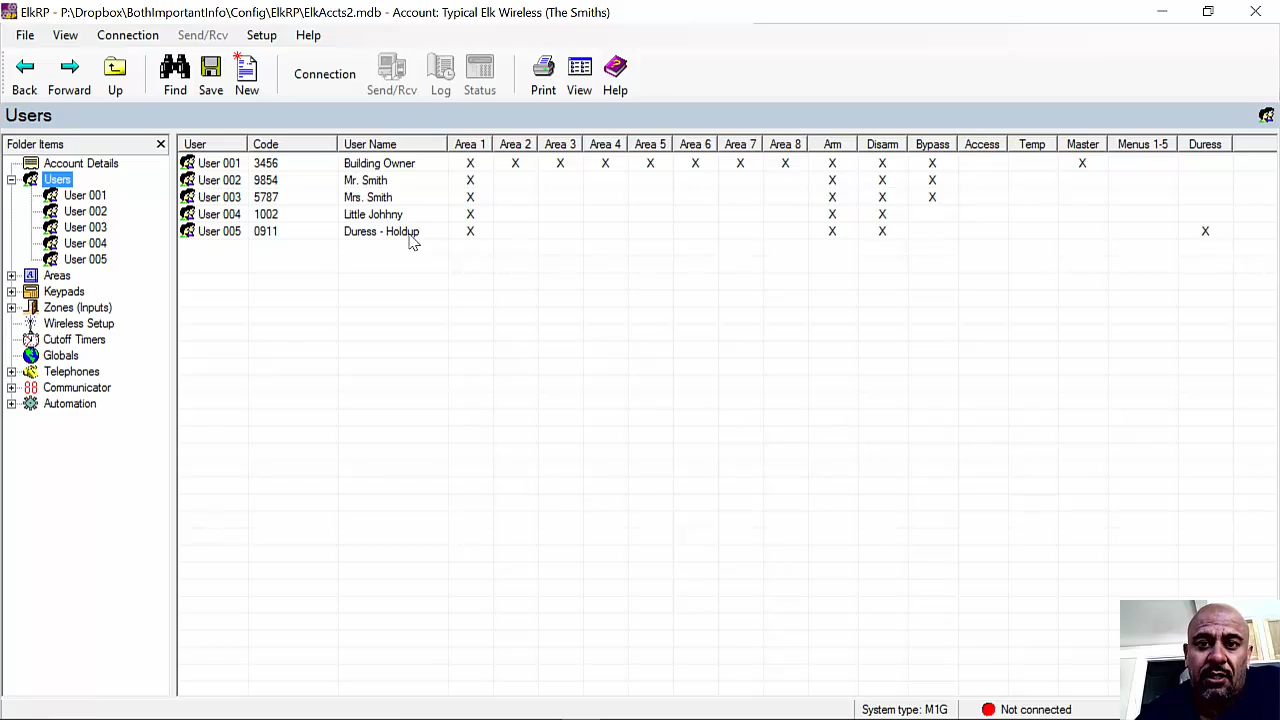 ElkRP - P:\Dropbox\BothImportantInfo\Config\ElkRP\ElkAccts2.mdb - Account: Typical Elk Wireless (The Smiths)
File View Connection Send/Rcv Setup Help
Back Forward Up Find Save New Connection Send/Rcv Log Status Print View Help
Users
Folder Items
Account Details
Users
User 001
User 002
User 003
User 004
User 005
Areas
Keypads
Zones (Inputs)
Wireless Setup
Cutoff Timers
Globals
Telephones
Communicator
Automation
User Code User Name Area 1 Area 2 Area 3 Area 4 Area 5 Area 6 Area 7 Area 8 Arm Disarm Bypass Access Temp Master Menus 1-5 Duress
User 001 3456 Building Owner X X X X X X X X X X X X
User 002 9854 Mr. Smith X X X X
User 003 5787 Mrs. Smith X X X X
User 004 1002 Little Johhny X X X
User 005 0911 Duress - Holdup X X X X
System type: M1G Not connected